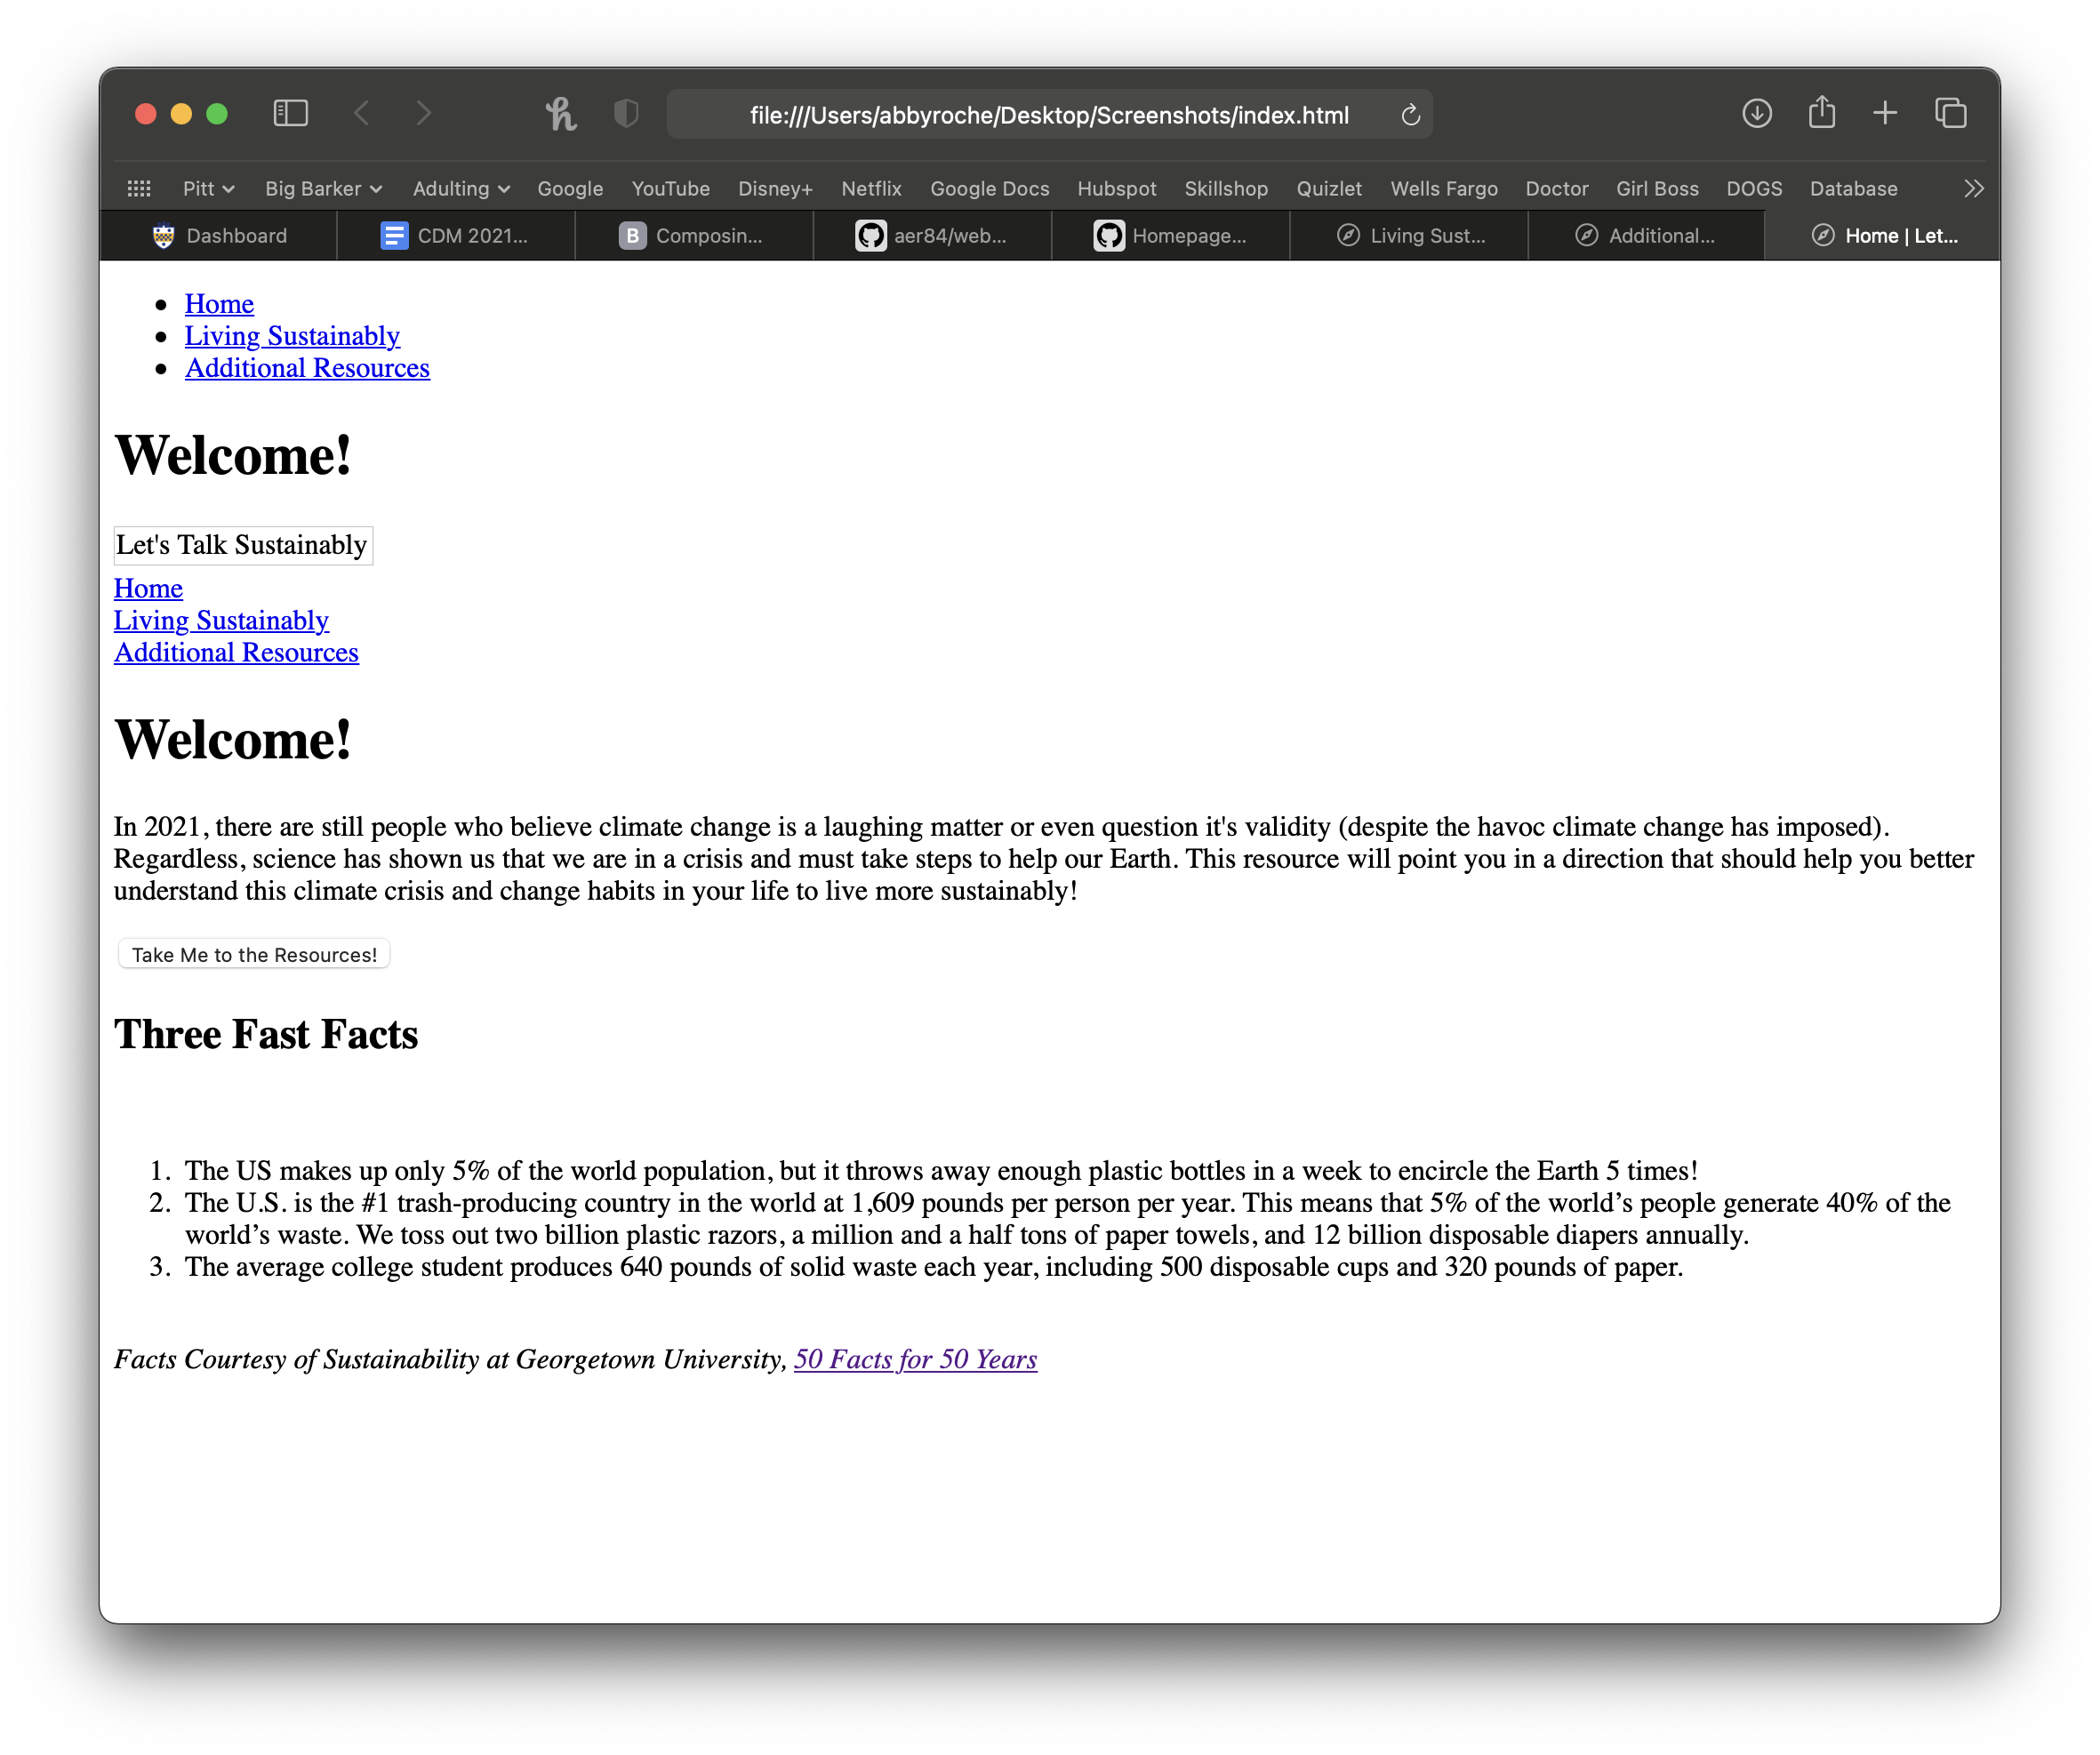 file:///Users/abbyroche/Desktop/Screenshots/index.html
Pitt Big Barker Adulting Google YouTube Disney+ Netflix Google Docs Hubspot Skillshop Quizlet Wells Fargo Doctor Girl Boss DOGS Database
Dashboard CDM 2021... B Composin... aer84/web... Homepage... Living Sust... Additional... Home | Let...
Home
Living Sustainably
Additional Resources
Welcome!
Let's Talk Sustainably
Home
Living Sustainably
Additional Resources
Welcome!
In 2021, there are still people who believe climate change is a laughing matter or even question it's validity (despite the havoc climate change has imposed).
Regardless, science has shown us that we are in a crisis and must take steps to help our Earth. This resource will point you in a direction that should help you better
understand this climate crisis and change habits in your life to live more sustainably!
Take Me to the Resources!
Three Fast Facts
1. The US makes up only 5% of the world population, but it throws away enough plastic bottles in a week to encircle the Earth 5 times!
2. The U.S. is the #1 trash-producing country in the world at 1,609 pounds per person per year. This means that 5% of the world’s people generate 40% of the
world’s waste. We toss out two billion plastic razors, a million and a half tons of paper towels, and 12 billion disposable diapers annually.
3. The average college student produces 640 pounds of solid waste each year, including 500 disposable cups and 320 pounds of paper.
Facts Courtesy of Sustainability at Georgetown University, 50 Facts for 50 Years